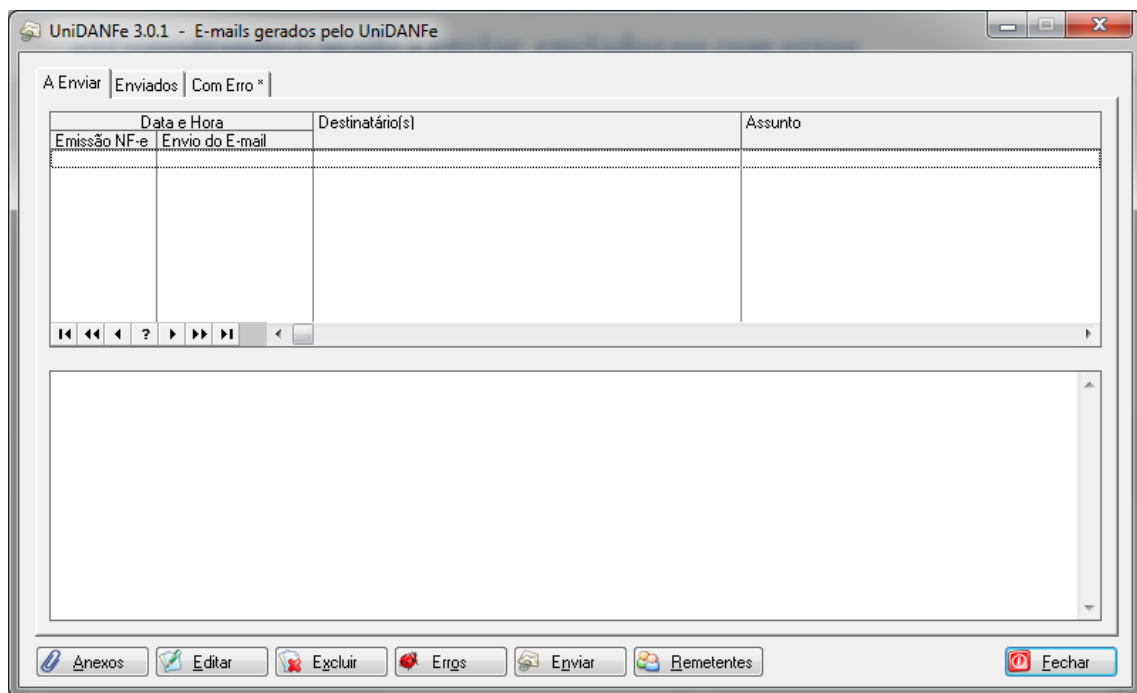 UniDANFe 3.0.1 - E-mails gerados pelo UniDANFe
A Enviar Enviados Com Erro *
Data e Hora Destinatário(s) Assunto
Emissão NF-e Envio do E-mail
?
Anexos Editar Excluir Erros Enviar Remetentes Fechar